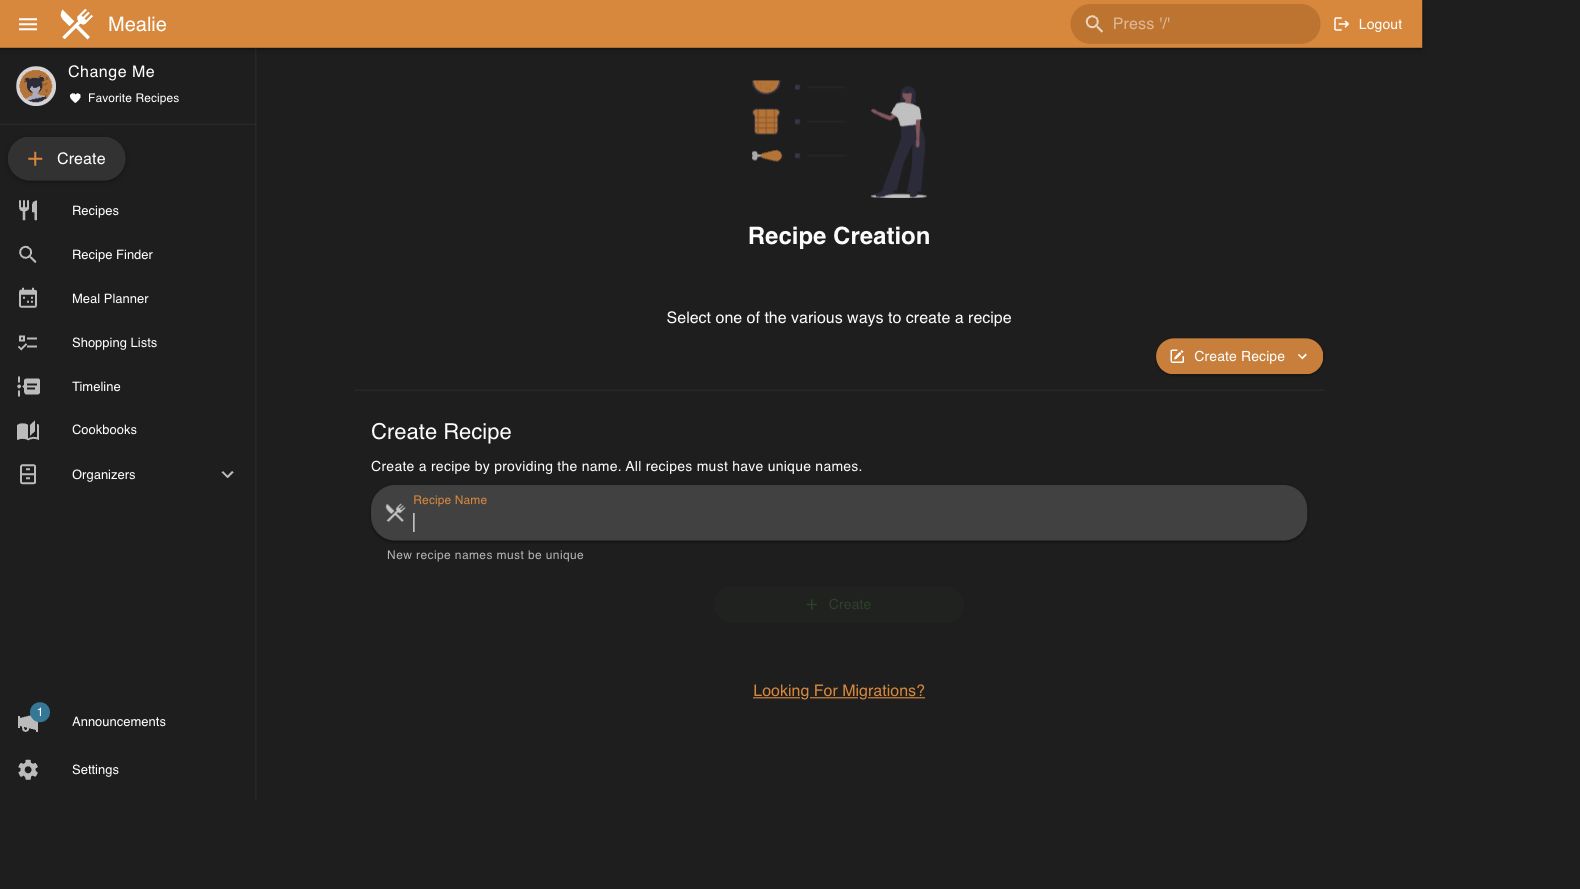 Mealie
Press '/'
Logout
Change Me
Favorite Recipes
Create
Recipes
Recipe Finder
Meal Planner
Shopping Lists
Timeline
Cookbooks
Organizers
1
Announcements
Settings
Recipe Creation
Select one of the various ways to create a recipe
Create Recipe
Create Recipe
Create a recipe by providing the name. All recipes must have unique names.
Recipe Name
New recipe names must be unique
Create
Looking For Migrations?